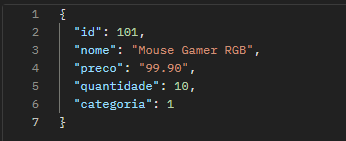 1 {
2 "id": 101,
3 "nome": "Mouse Gamer RGB",
4 "preco": "99.90",
5 "quantidade": 10,
6 "categoria": 1
7 }